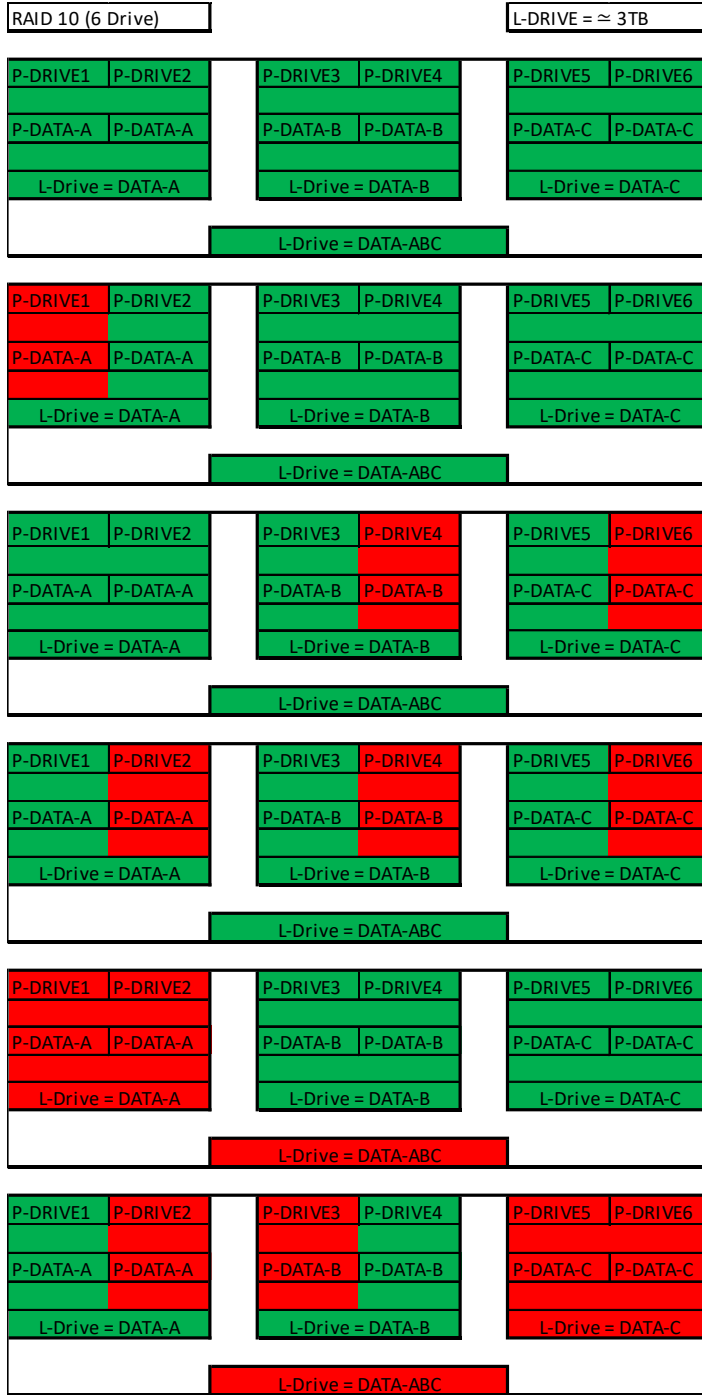 RAID 10 (6 Drive) L-DRIVE = ≃ 3TB
P-DRIVE1 P-DRIVE2 P-DRIVE3 P-DRIVE4 P-DRIVE5 P-DRIVE6
P-DATA-A P-DATA-A P-DATA-B P-DATA-B P-DATA-C P-DATA-C
L-Drive = DATA-A L-Drive = DATA-B L-Drive = DATA-C
L-Drive = DATA-ABC
P-DRIVE1 P-DRIVE2 P-DRIVE3 P-DRIVE4 P-DRIVE5 P-DRIVE6
P-DATA-A P-DATA-A P-DATA-B P-DATA-B P-DATA-C P-DATA-C
L-Drive = DATA-A L-Drive = DATA-B L-Drive = DATA-C
L-Drive = DATA-ABC
P-DRIVE1 P-DRIVE2 P-DRIVE3 P-DRIVE4 P-DRIVE5 P-DRIVE6
P-DATA-A P-DATA-A P-DATA-B P-DATA-B P-DATA-C P-DATA-C
L-Drive = DATA-A L-Drive = DATA-B L-Drive = DATA-C
L-Drive = DATA-ABC
P-DRIVE1 P-DRIVE2 P-DRIVE3 P-DRIVE4 P-DRIVE5 P-DRIVE6
P-DATA-A P-DATA-A P-DATA-B P-DATA-B P-DATA-C P-DATA-C
L-Drive = DATA-A L-Drive = DATA-B L-Drive = DATA-C
L-Drive = DATA-ABC
P-DRIVE1 P-DRIVE2 P-DRIVE3 P-DRIVE4 P-DRIVE5 P-DRIVE6
P-DATA-A P-DATA-A P-DATA-B P-DATA-B P-DATA-C P-DATA-C
L-Drive = DATA-A L-Drive = DATA-B L-Drive = DATA-C
L-Drive = DATA-ABC
P-DRIVE1 P-DRIVE2 P-DRIVE3 P-DRIVE4 P-DRIVE5 P-DRIVE6
P-DATA-A P-DATA-A P-DATA-B P-DATA-B P-DATA-C P-DATA-C
L-Drive = DATA-A L-Drive = DATA-B L-Drive = DATA-C
L-Drive = DATA-ABC